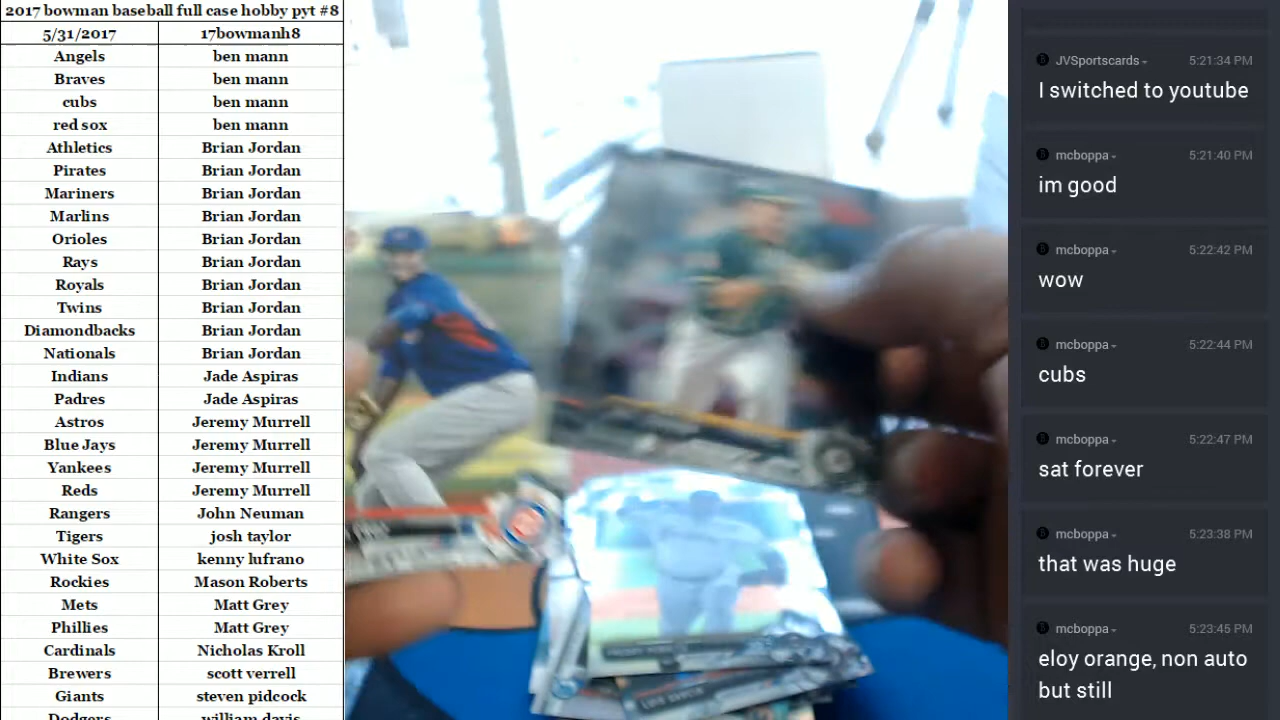 2017 bowman baseball full case hobby pyt #8
5/31/2017 17bowmanh8
Angels ben mann
Braves ben mann
cubs ben mann
red sox ben mann
Athletics Brian Jordan
Pirates Brian Jordan
Mariners Brian Jordan
Marlins Brian Jordan
Orioles Brian Jordan
Rays Brian Jordan
Royals Brian Jordan
Twins Brian Jordan
Diamondbacks Brian Jordan
Nationals Brian Jordan
Indians Jade Aspiras
Padres Jade Aspiras
Astros Jeremy Murrell
Blue Jays Jeremy Murrell
Yankees Jeremy Murrell
Reds Jeremy Murrell
Rangers John Neuman
Tigers josh taylor
White Sox kenny lufrano
Rockies Mason Roberts
Mets Matt Grey
Phillies Matt Grey
Cardinals Nicholas Kroll
Brewers scott verrell
Giants steven pidcock
Dodgers william davis
JVSportscards 5:21:34 PM
I switched to youtube
mcboppa 5:21:40 PM
im good
mcboppa 5:22:42 PM
wow
mcboppa 5:22:44 PM
cubs
mcboppa 5:22:47 PM
sat forever
mcboppa 5:23:38 PM
that was huge
mcboppa 5:23:45 PM
eloy orange, non auto
but still